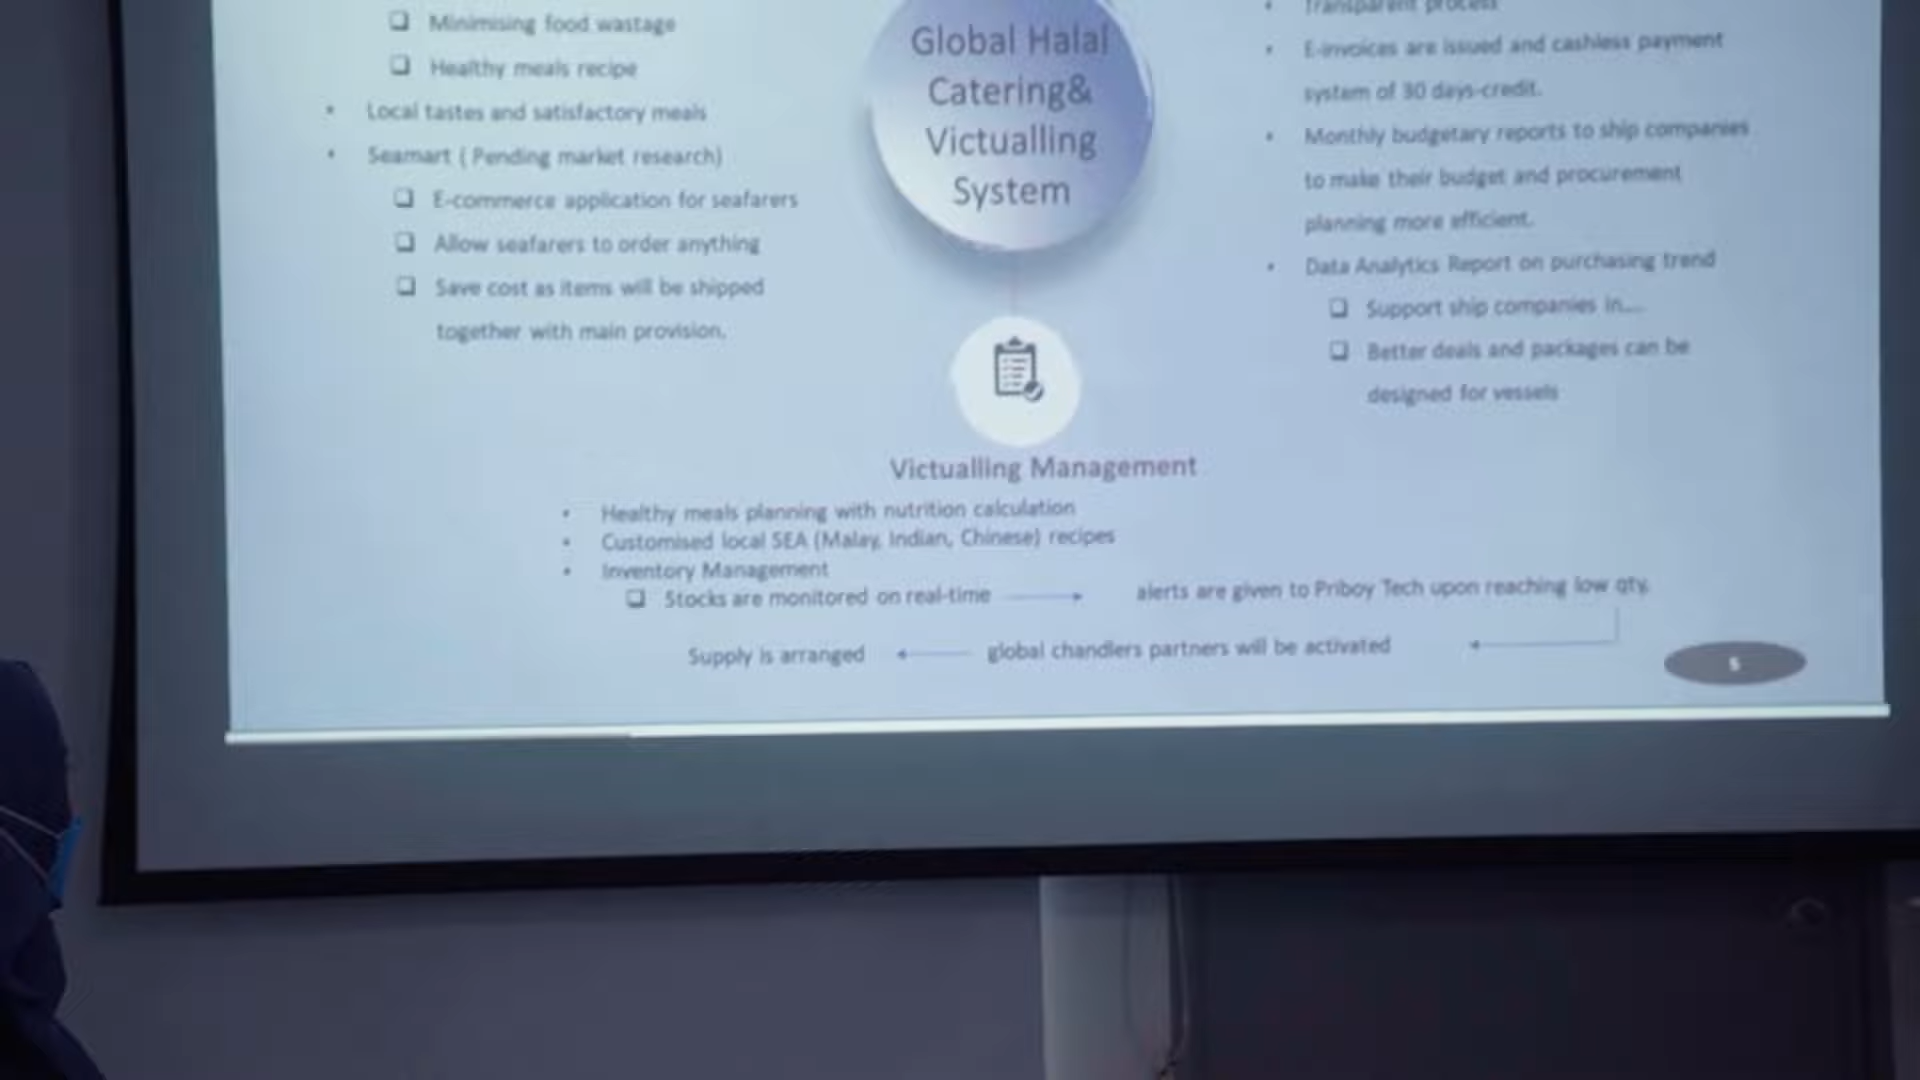 Minimising food wastage
Healthy meals recipe
Local tastes and satisfactory meals
Seamart ( Pending market research)
E-commerce application for seafarers
Allow seafarers to order anything
Save cost as items will be shipped
together with main provision.
Global Halal
Catering&
Victualling
System
Transparent process
E-invoices are issued and cashless payment
system of 30 days-credit.
Monthly budgetary reports to ship companies
to make their budget and procurement
planning more efficient.
Data Analytics Report on purchasing trend
Support ship companies in....
Better deals and packages can be
designed for vessels
Victualling Management
Healthy meals planning with nutrition calculation
Customised local SEA (Malay, Indian, Chinese) recipes
Inventory Management
Stocks are monitored on real-time
alerts are given to Priboy Tech upon reaching low qty.
global chandlers partners will be activated
Supply is arranged
5